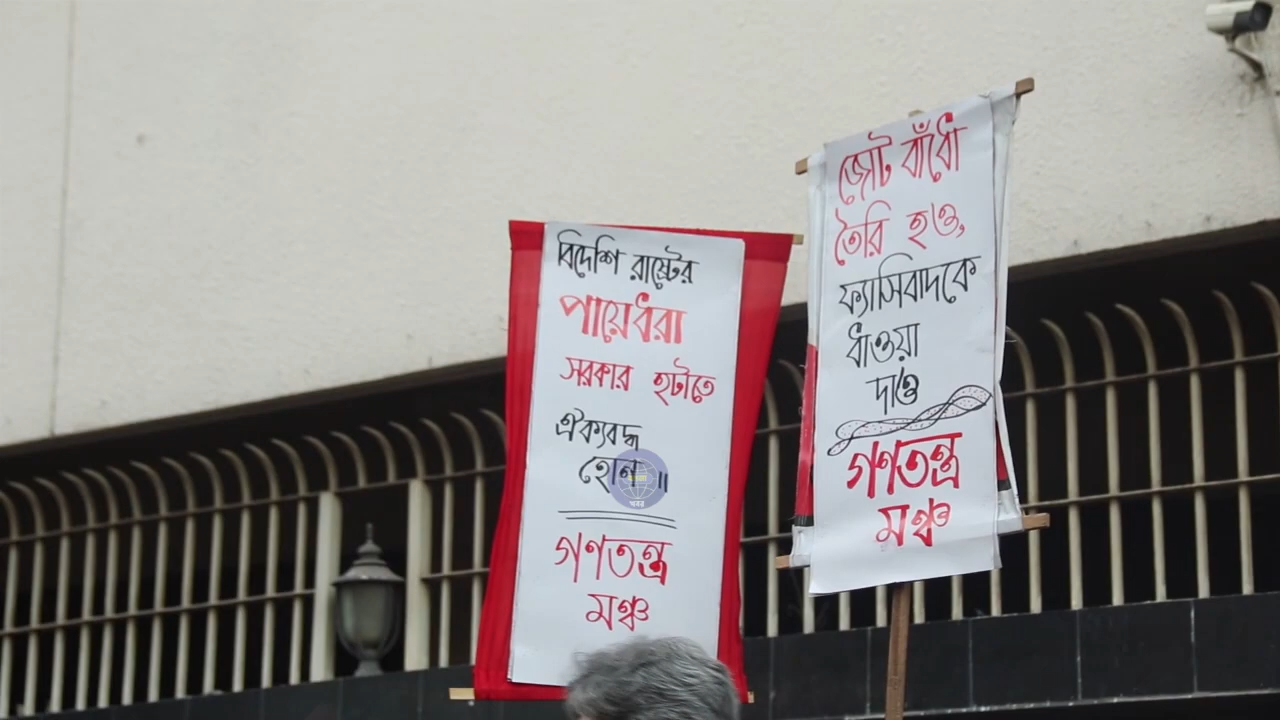 বিদেশি রাষ্ট্রের
পায়েধরা
সরকার হটাতে
ঐক্যবদ্ধ
হোন ॥
গণতন্ত্র
মঞ্চ
জোট বাঁধো
তৈরি হও,
ফ্যাসিবাদকে
ধাওয়া
দাও
গণতন্ত্র
মঞ্চ